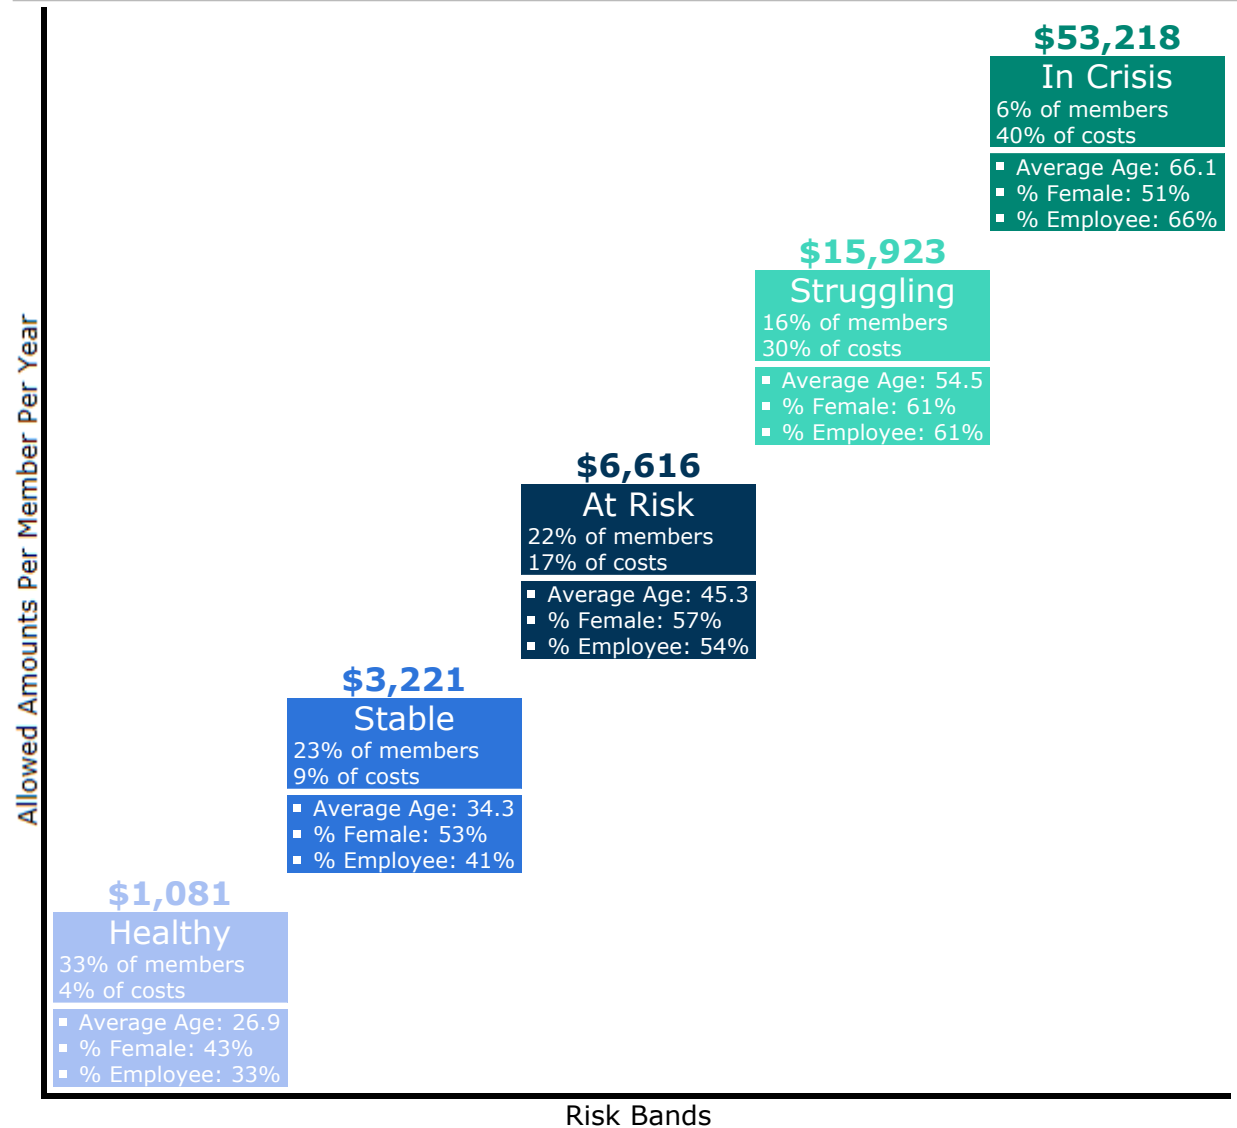 $53,218
In Crisis
6% of members
40% of costs
▪ Average Age: 66.1
▪ % Female: 51%
▪ % Employee: 66%
$15,923
Struggling
16% of members
30% of costs
▪ Average Age: 54.5
▪ % Female: 61%
▪ % Employee: 61%
$6,616
At Risk
22% of members
17% of costs
▪ Average Age: 45.3
▪ % Female: 57%
▪ % Employee: 54%
$3,221
Stable
23% of members
9% of costs
▪ Average Age: 34.3
▪ % Female: 53%
▪ % Employee: 41%
$1,081
Healthy
33% of members
4% of costs
▪ Average Age: 26.9
▪ % Female: 43%
▪ % Employee: 33%
Allowed Amounts Per Member Per Year
Risk Bands